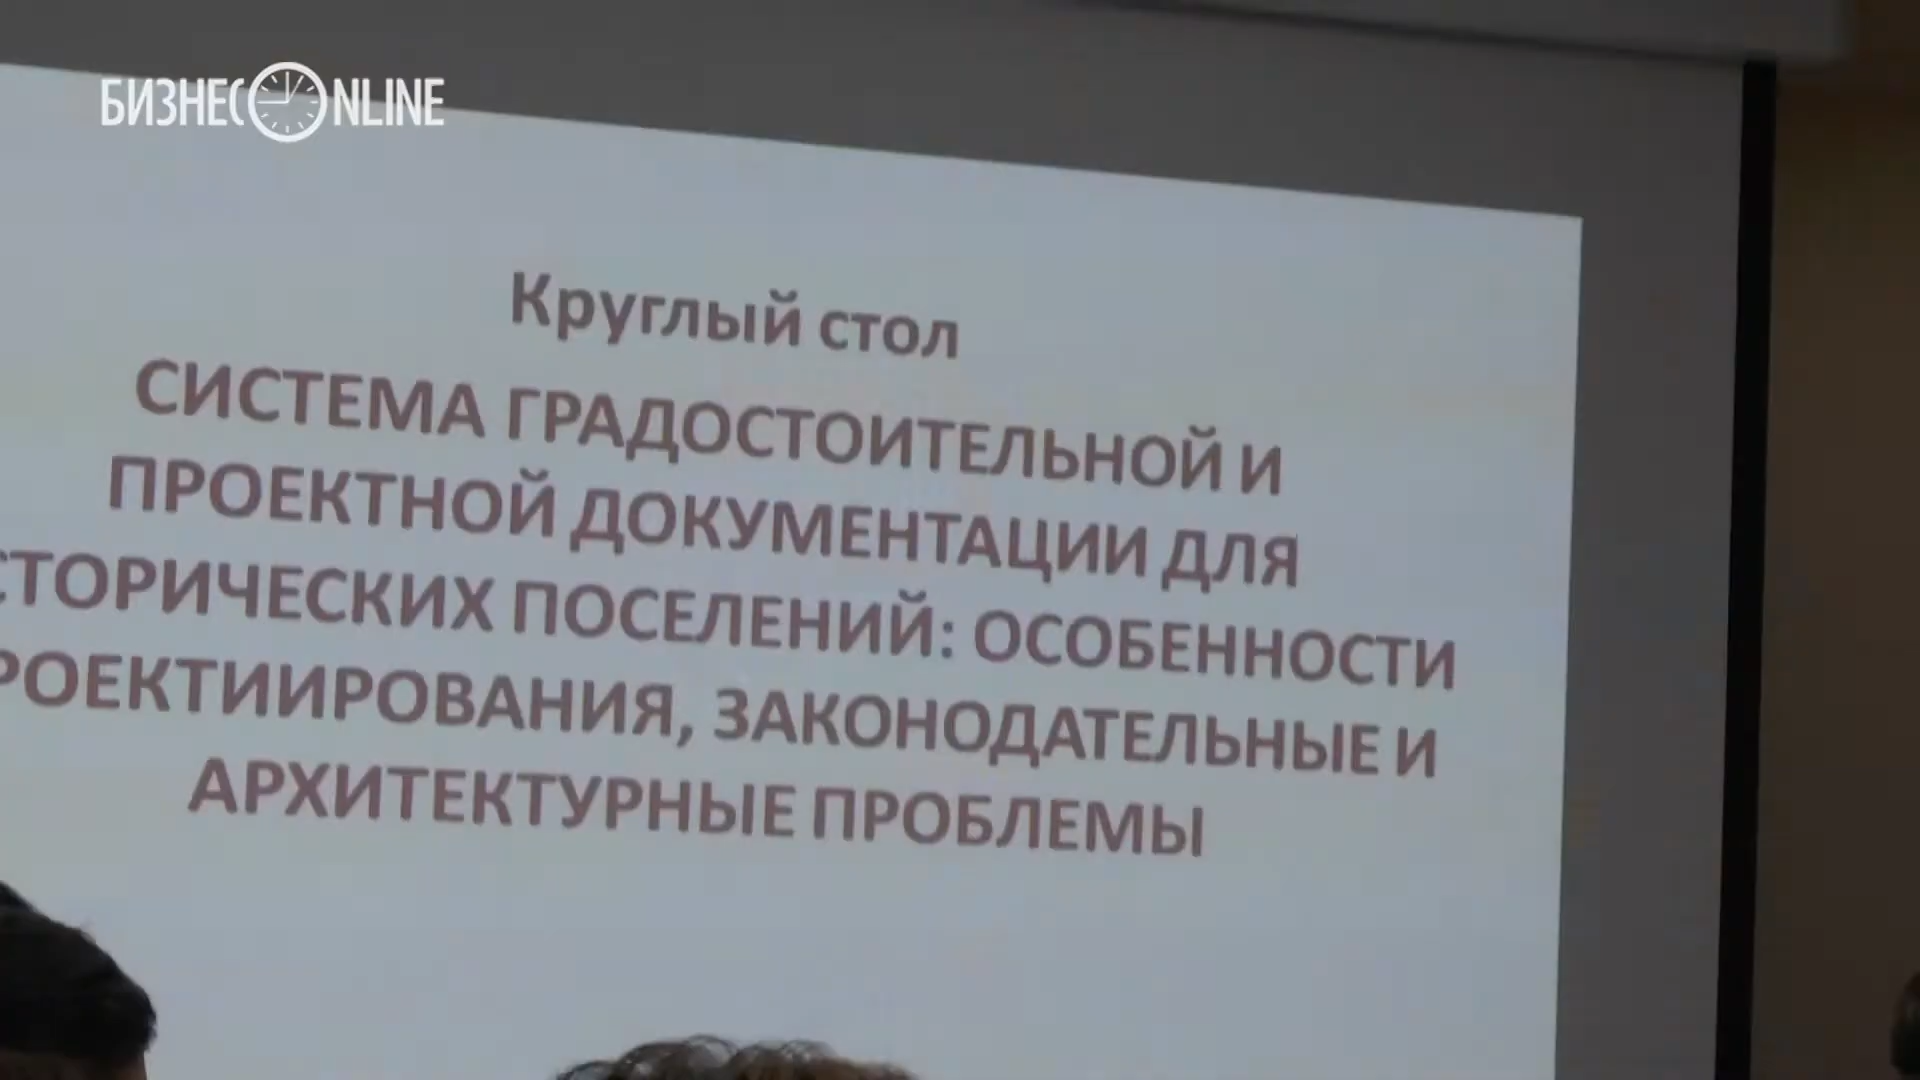 БИЗНЕС ONLINE
Круглый стол
СИСТЕМА ГРАДОСТОИТЕЛЬНОЙ И
ПРОЕКТНОЙ ДОКУМЕНТАЦИИ ДЛЯ
СТОРИЧЕСКИХ ПОСЕЛЕНИЙ: ОСОБЕННОСТИ
РОЕКТИИРОВАНИЯ, ЗАКОНОДАТЕЛЬНЫЕ И
АРХИТЕКТУРНЫЕ ПРОБЛЕМЫ